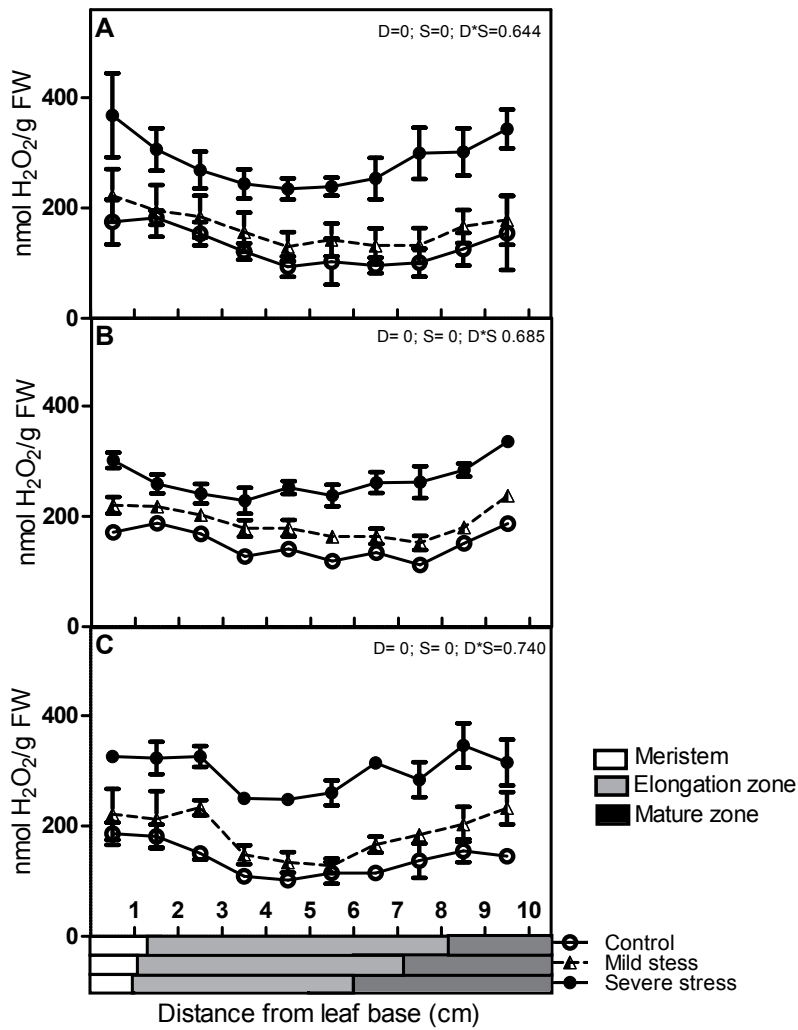 A
D=0; S=0; D*S=0.644
nmol H2O2/g FW
400
200
0
B
D= 0; S= 0; D*S 0.685
nmol H2O2/g FW
400
200
0
C
D= 0; S= 0; D*S=0.740
nmol H2O2/g FW
400
200
0
1 2 3 4 5 6 7 8 9 10
Meristem
Elongation zone
Mature zone
Control
Mild stess
Severe stress
Distance from leaf base (cm)